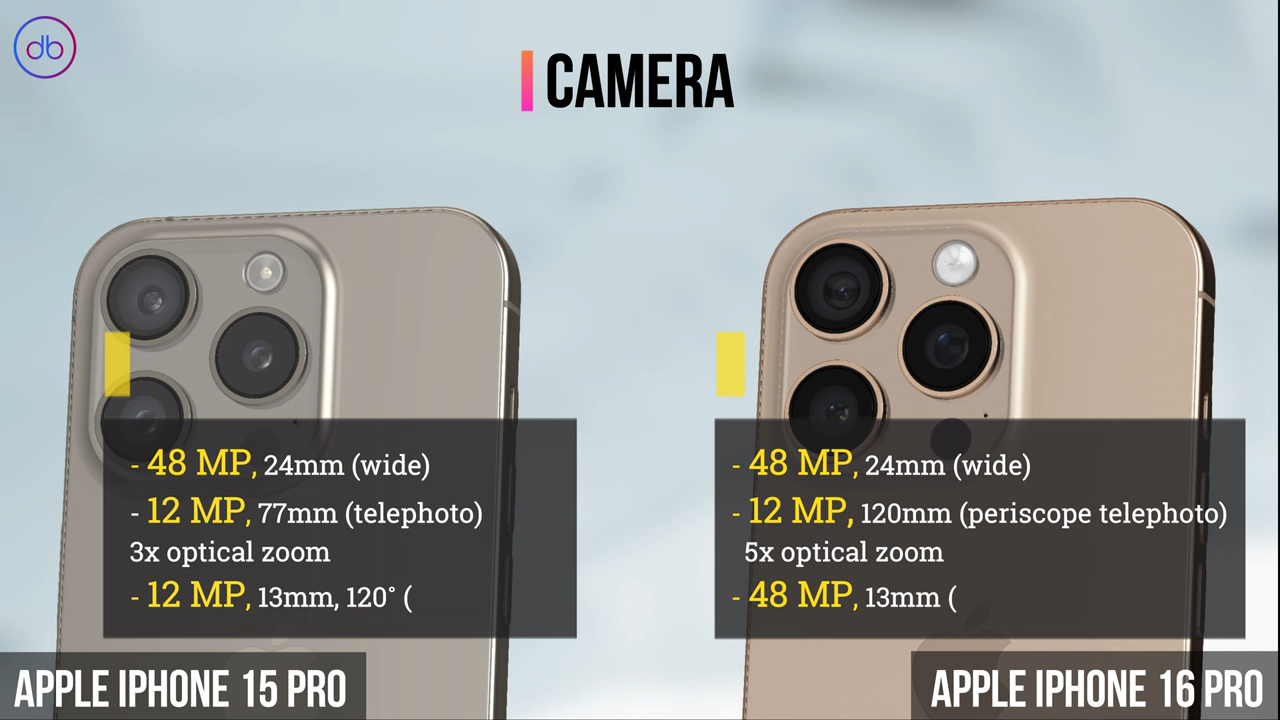 db
CAMERA
- 48 MP, 24mm (wide)
- 12 MP, 77mm (telephoto)
3x optical zoom
- 12 MP, 13mm, 120˚ (
- 48 MP, 24mm (wide)
- 12 MP, 120mm (periscope telephoto)
5x optical zoom
- 48 MP, 13mm (
APPLE IPHONE 15 PRO
APPLE IPHONE 16 PRO